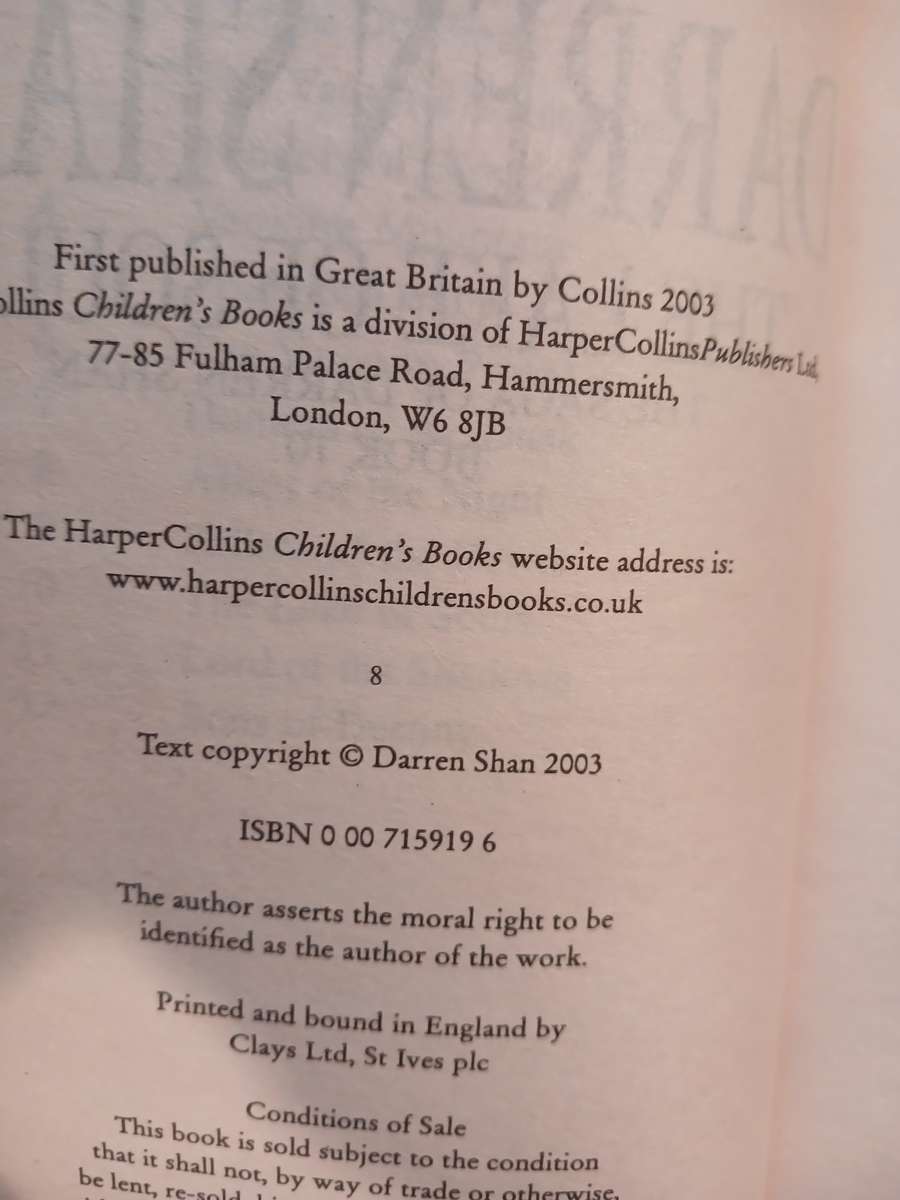 First published in Great Britain by Collins 2003
ollins Children's Books is a division of HarperCollinsPublishers Ltd,
77-85 Fulham Palace Road, Hammersmith,
London, W6 8JB
The HarperCollins Children's Books website address is:
www.harpercollinschildrensbooks.co.uk
8
Text copyright © Darren Shan 2003
ISBN 0 00 715919 6
The author asserts the moral right to be
identified as the author of the work.
Printed and bound in England by
Clays Ltd, St Ives plc
Conditions of Sale
This book is sold subject to the condition
that it shall not, by way of trade or otherwise,
be lent, re-sold,